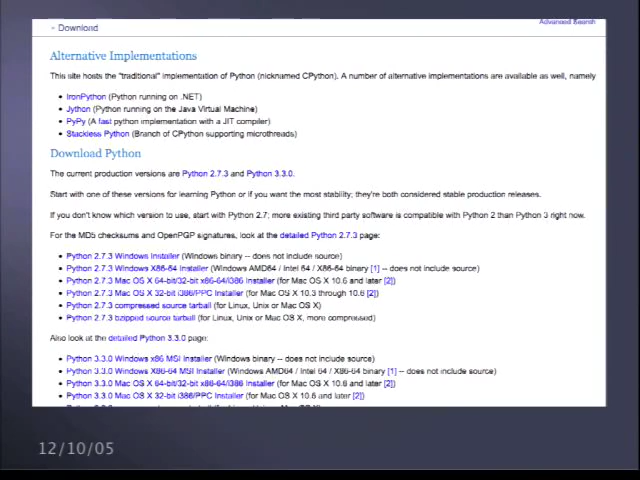 Advanced Search
Download
Alternative Implementations
This site hosts the "traditional" implementation of Python (nicknamed CPython). A number of alternative implementations are available as well, namely
IronPython (Python running on .NET)
Jython (Python running on the Java Virtual Machine)
PyPy (A fast python implementation with a JIT compiler)
Stackless Python (Branch of CPython supporting microthreads)
Download Python
The current production versions are Python 2.7.3 and Python 3.3.0.
Start with one of these versions for learning Python or if you want the most stability; they're both considered stable production releases.
If you don't know which version to use, start with Python 2.7; more existing third party software is compatible with Python 2 than Python 3 right now.
For the MD5 checksums and OpenPGP signatures, look at the detailed Python 2.7.3 page:
Python 2.7.3 Windows Installer (Windows binary -- does not include source)
Python 2.7.3 Windows X86-64 Installer (Windows AMD64 / Intel 64 / X86-64 binary [1] -- does not include source)
Python 2.7.3 Mac OS X 64-bit/32-bit x86-64/i386 Installer (for Mac OS X 10.6 and later [2])
Python 2.7.3 Mac OS X 32-bit i386/PPC Installer (for Mac OS X 10.3 through 10.6 [2])
Python 2.7.3 compressed source tarball (for Linux, Unix or Mac OS X)
Python 2.7.3 bzipped source tarball (for Linux, Unix or Mac OS X, more compressed)
Also look at the detailed Python 3.3.0 page:
Python 3.3.0 Windows x86 MSI Installer (Windows binary -- does not include source)
Python 3.3.0 Windows X86-64 MSI Installer (Windows AMD64 / Intel 64 / X86-64 binary [1] -- does not include source)
Python 3.3.0 Mac OS X 64-bit/32-bit x86-64/i386 Installer (for Mac OS X 10.6 and later [2])
Python 3.3.0 Mac OS X 32-bit i386/PPC Installer (for Mac OS X 10.5 and later [2])
12/10/05